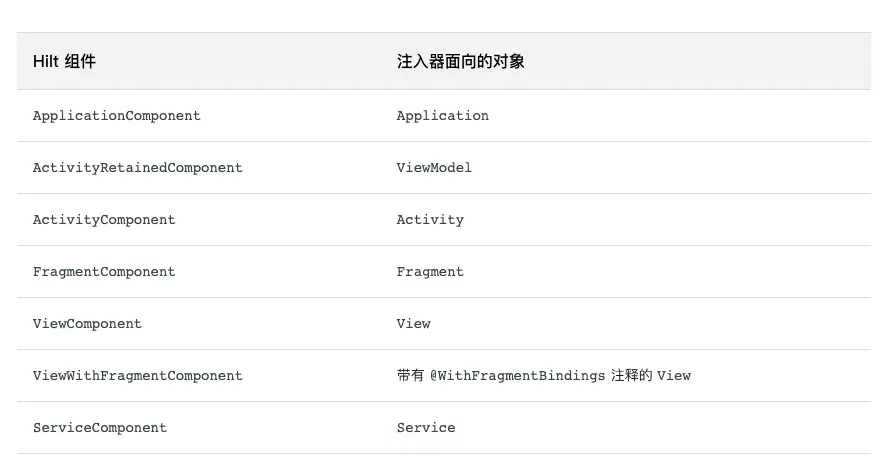 Hilt 组件 注入器面向的对象
ApplicationComponent Application
ActivityRetainedComponent ViewModel
ActivityComponent Activity
FragmentComponent Fragment
ViewComponent View
ViewWithFragmentComponent 带有 @WithFragmentBindings 注释的 View
ServiceComponent Service